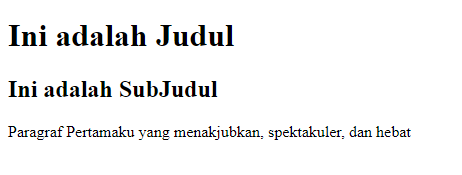 Ini adalah Judul
Ini adalah SubJudul
Paragraf Pertamaku yang menakjubkan, spektakuler, dan hebat